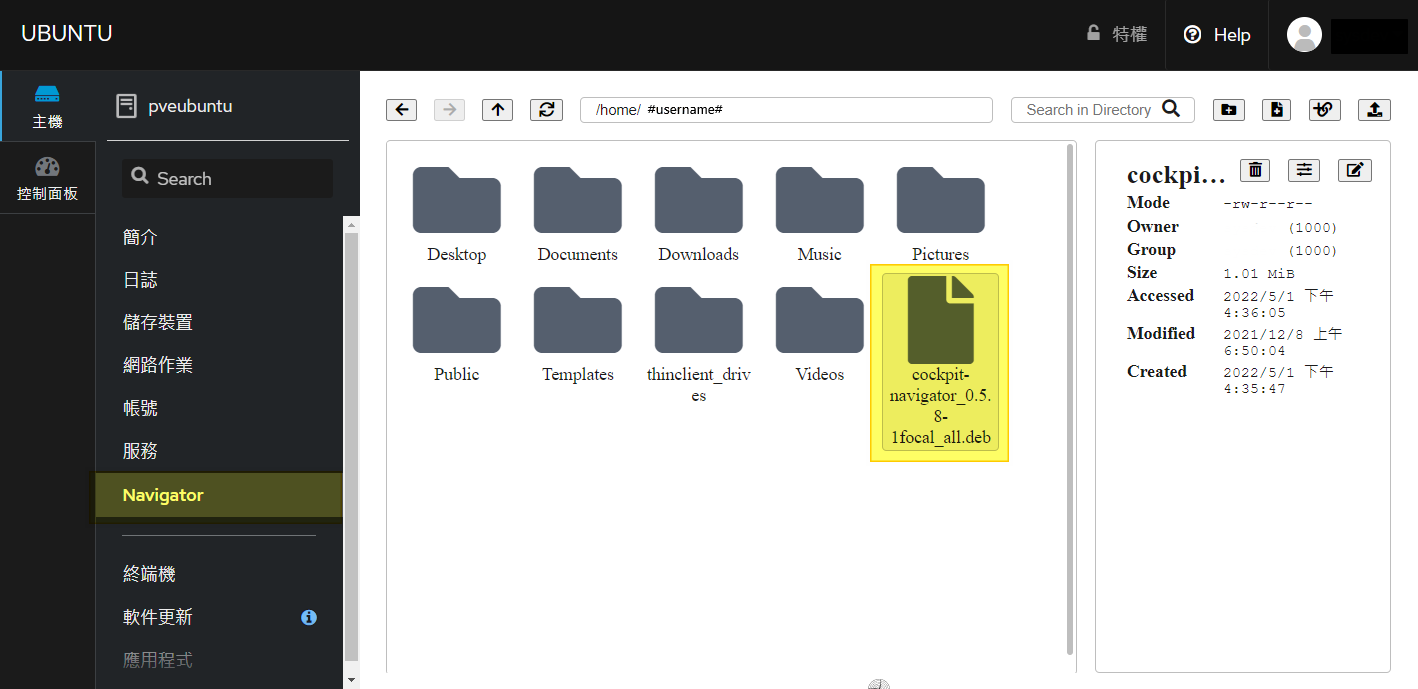 UBUNTU
特權
Help
主機
控制面板
pveubuntu
Search
簡介
日誌
儲存裝置
網路作業
帳號
服務
Navigator
終端機
軟件更新
應用程式
/home/ #username#
Search in Directory
Desktop
Documents
Downloads
Music
Pictures
Public
Templates
thinclient_driv
es
Videos
cockpit-
navigator_0.5.
8-
1focal_all.deb
cockpi...
Mode -rw-r--r--
Owner (1000)
Group (1000)
Size 1.01 MiB
Accessed 2022/5/1 下午
4:36:05
Modified 2021/12/8 上午
6:50:04
Created 2022/5/1 下午
4:35:47